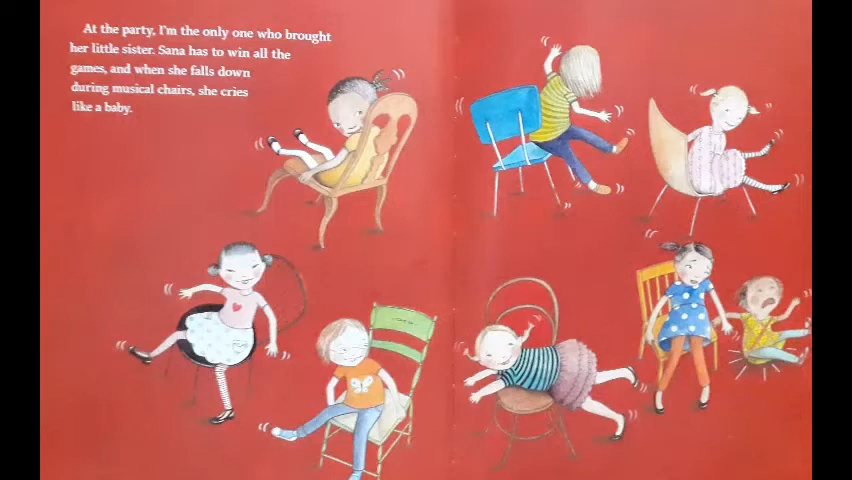 At the party, I'm the only one who brought
her little sister. Sana has to win all the
games, and when she falls down
during musical chairs, she cries
like a baby.